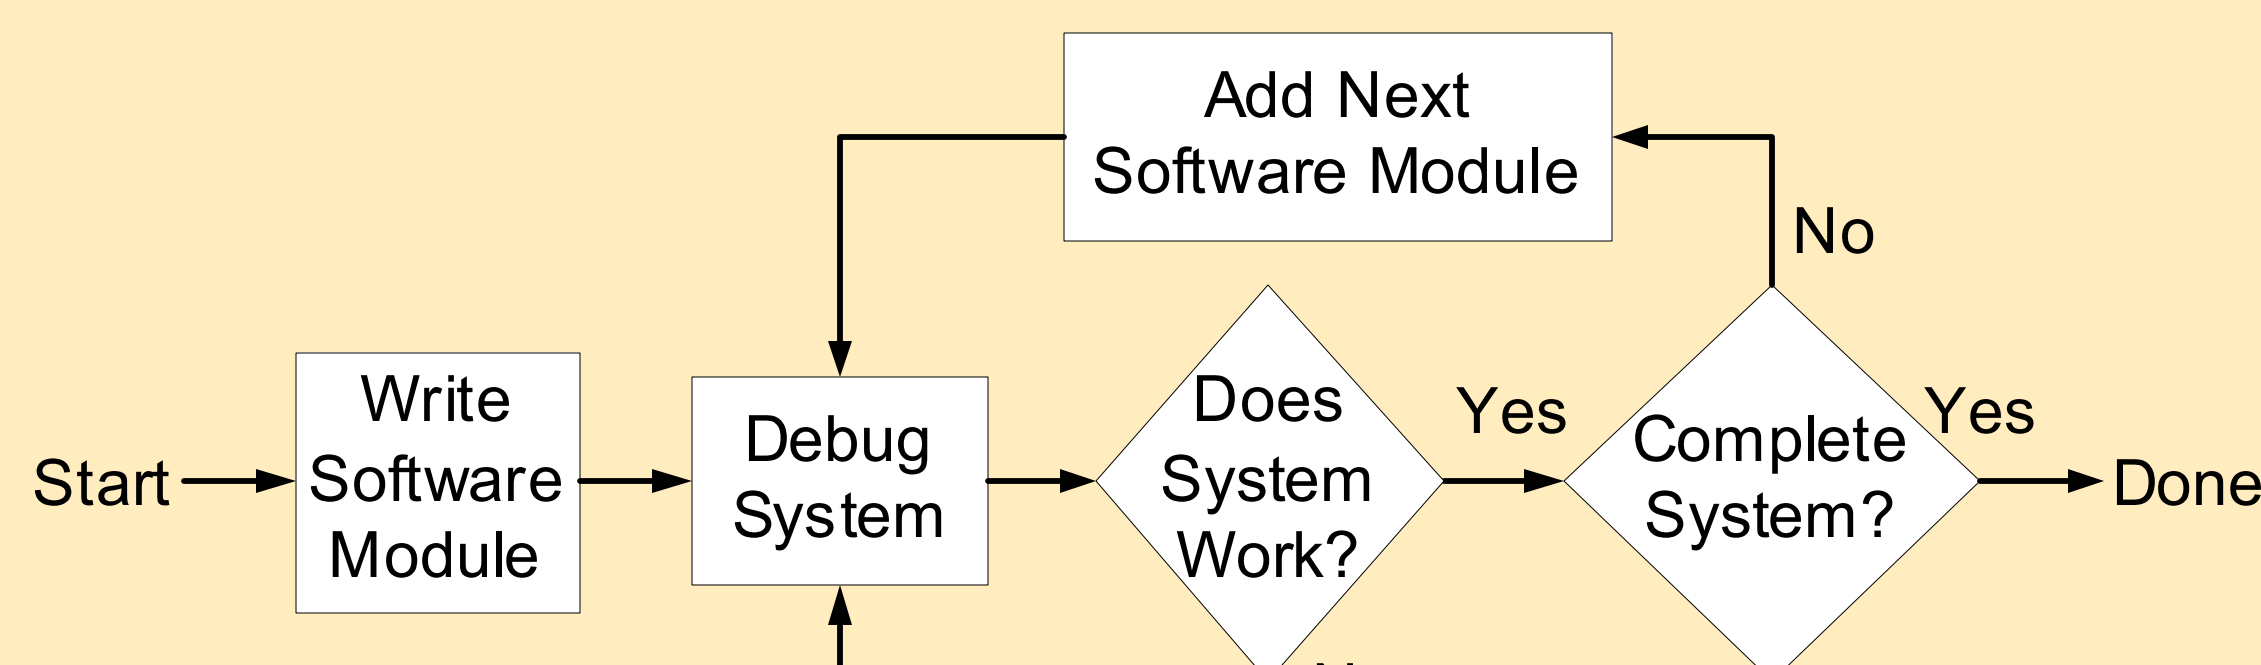 Add Next
Software Module
No
Write
Software
Module
Start
Debug
System
Does
System
Work?
Yes
Complete
System?
Yes
Done